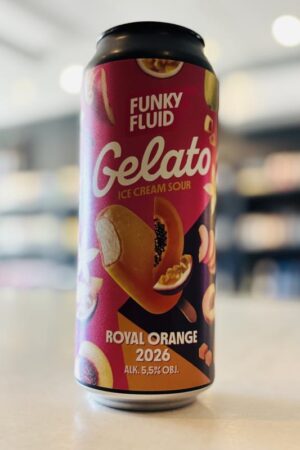 FUNKY
FLUID
Gelato
ICE CREAM SOUR
ROYAL ORANGE
2026
ALK. 5,5% OBJ.